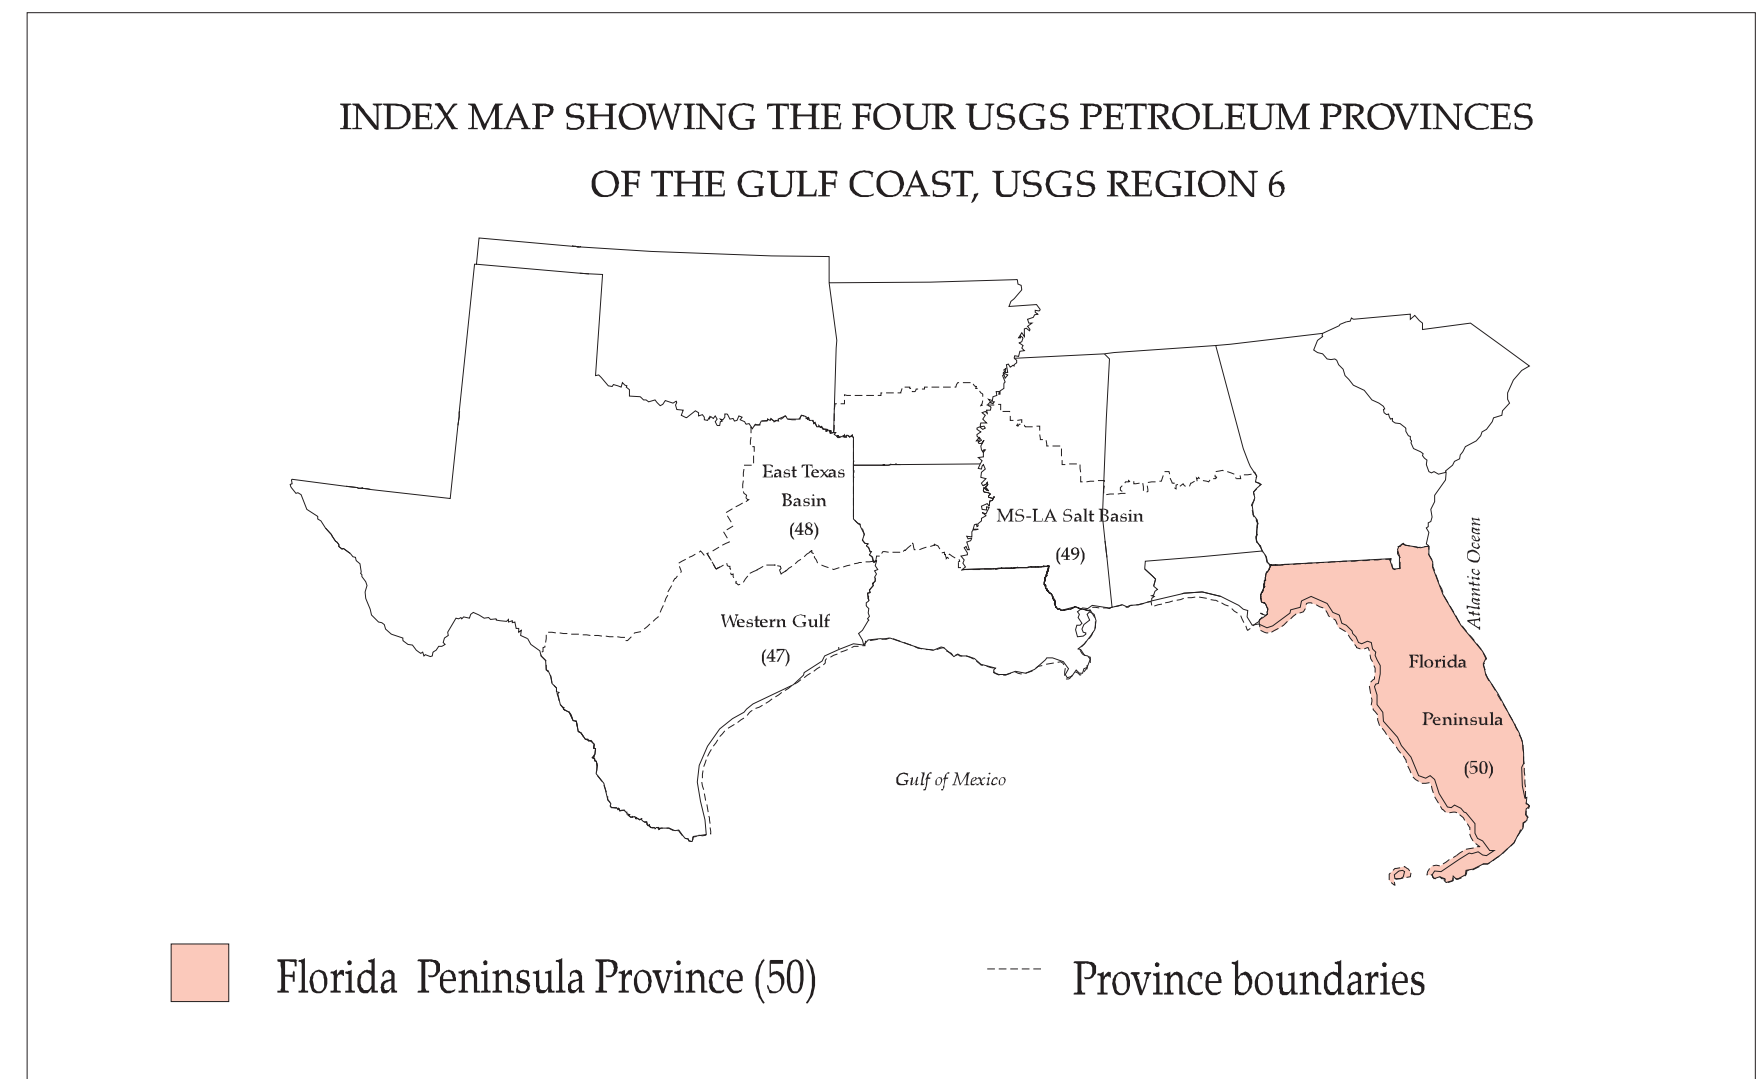 INDEX MAP SHOWING THE FOUR USGS PETROLEUM PROVINCES
OF THE GULF COAST, USGS REGION 6
East Texas
Basin
(48)
MS-LA Salt Basin
(49)
Western Gulf
(47)
Atlantic Ocean
Florida
Peninsula
(50)
Gulf of Mexico
Florida Peninsula Province (50)
Province boundaries